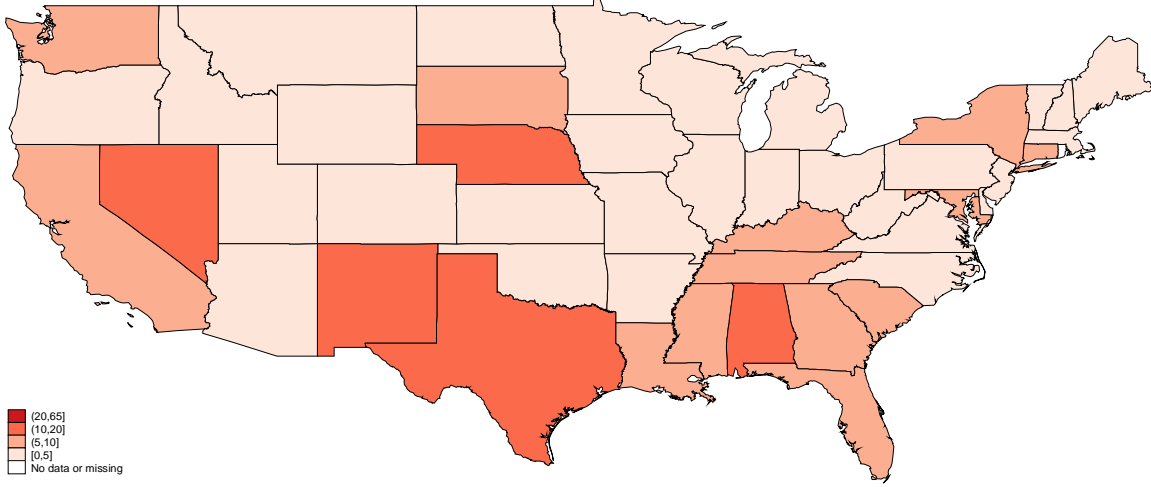 (20,65]
(10,20]
(5,10]
[0,5]
No data or missing